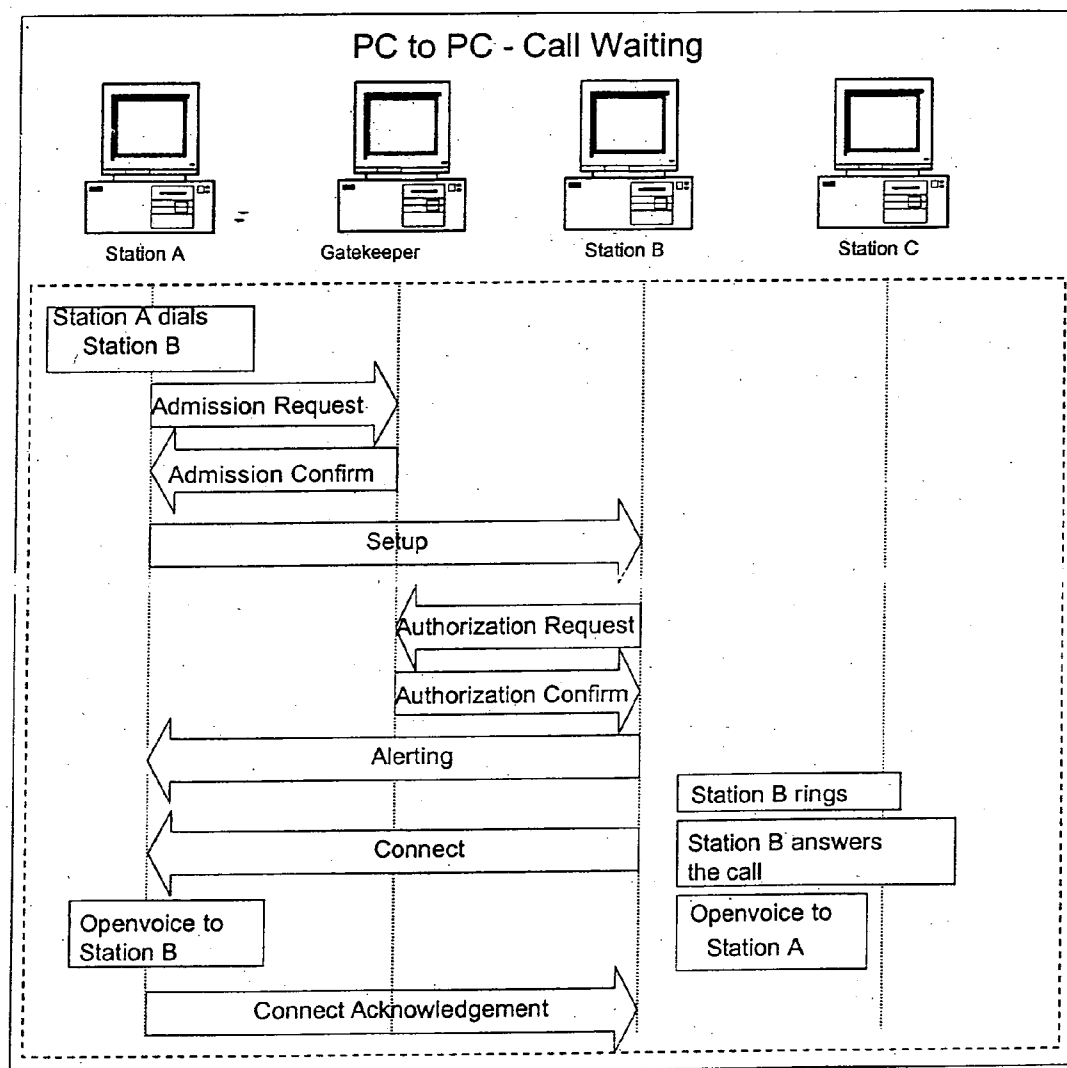 PC to PC - Call Waiting
Station A
Gatekeeper
Station B
Station C
Station A dials
Station B
Admission Request
Admission Confirm
Setup
Authorization Request
Authorization Confirm
Alerting
Station B rings
Connect
Station B answers
the call
Openvoice to
Station B
Openvoice to
Station A
Connect Acknowledgement